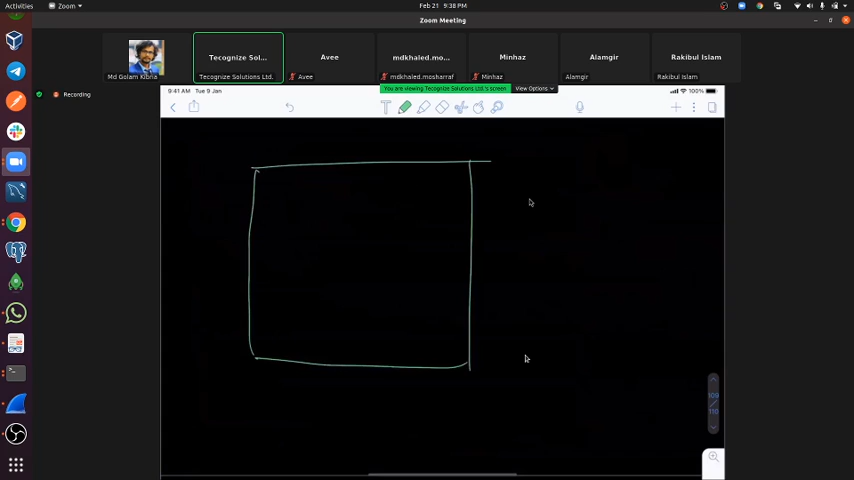 Activities
Zoom
Feb 21 9:38 PM
Zoom Meeting
Tecognize Sol...
Avee
mdkhaled.mo...
Minhaz
Alamgir
Rakibul Islam
Md Golam Kibria
Tecognize Solutions Ltd.
Avee
mdkhaled.mosharraf
Minhaz
Alamgir
Rakibul Islam
You are viewing Tecognize Solutions Ltd.'s screen
View Options
Recording
9:41 AM Tue 9 Jan
100%
T
109
110